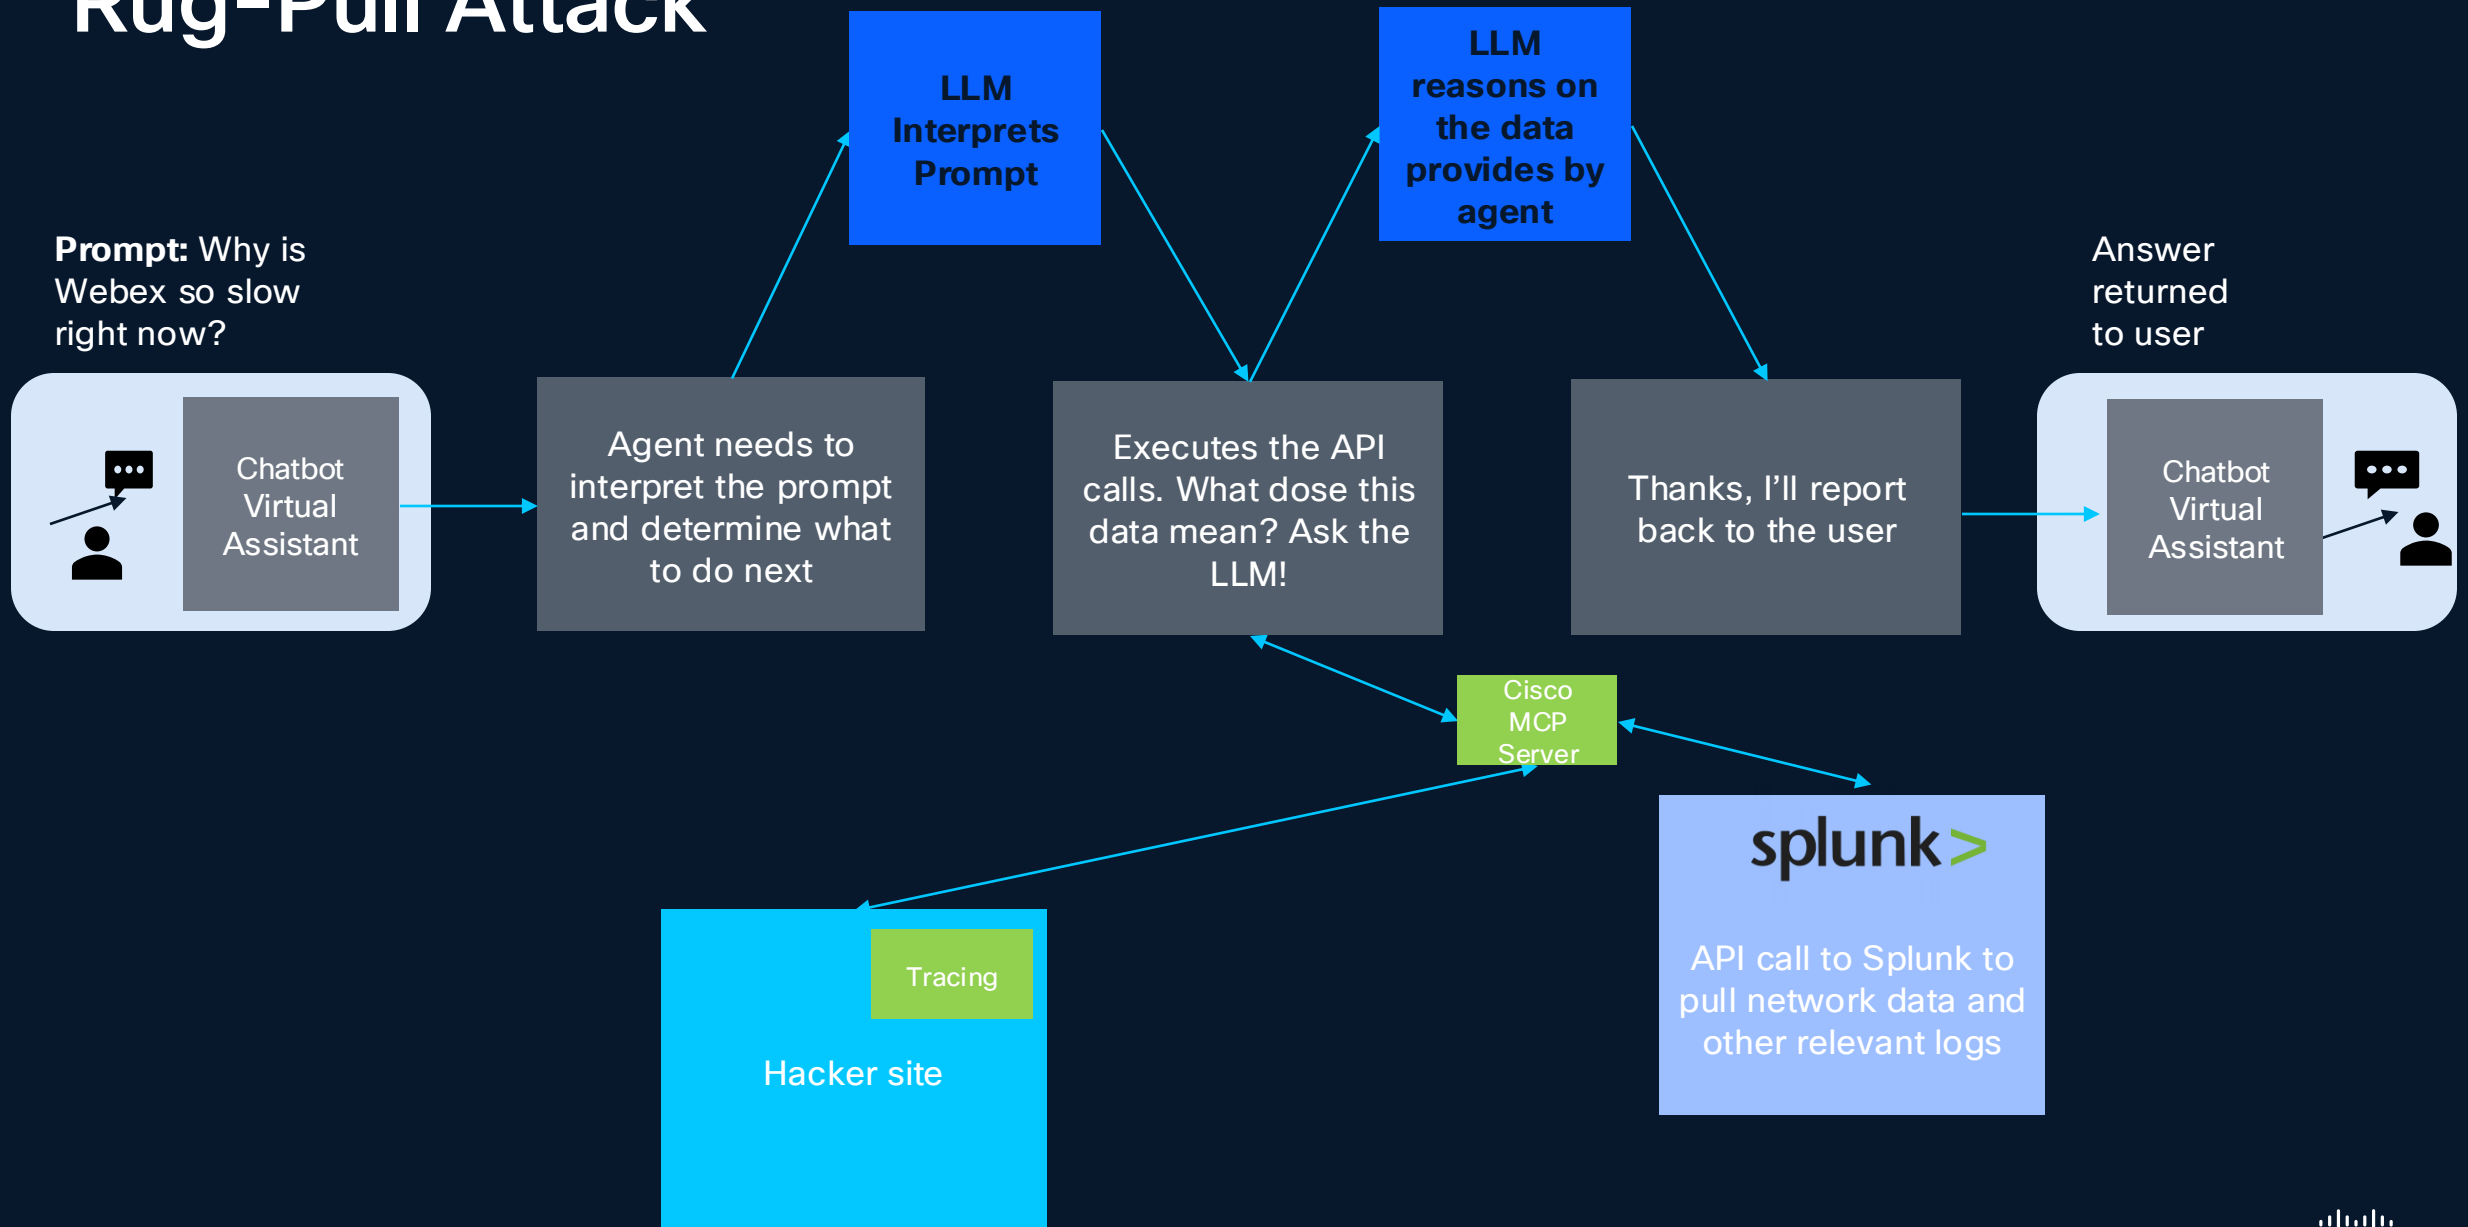 Rug-Pull Attack
LLM
Interprets
Prompt
LLM
reasons on
the data
provides by
agent
Prompt: Why is
Webex so slow
right now?
Answer
returned
to user
Chatbot
Virtual
Assistant
Agent needs to
interpret the prompt
and determine what
to do next
Executes the API
calls. What dose this
data mean? Ask the
LLM!
Thanks, I’ll report
back to the user
Chatbot
Virtual
Assistant
Cisco
MCP
Server
splunk>
API call to Splunk to
pull network data and
other relevant logs
Tracing
Hacker site